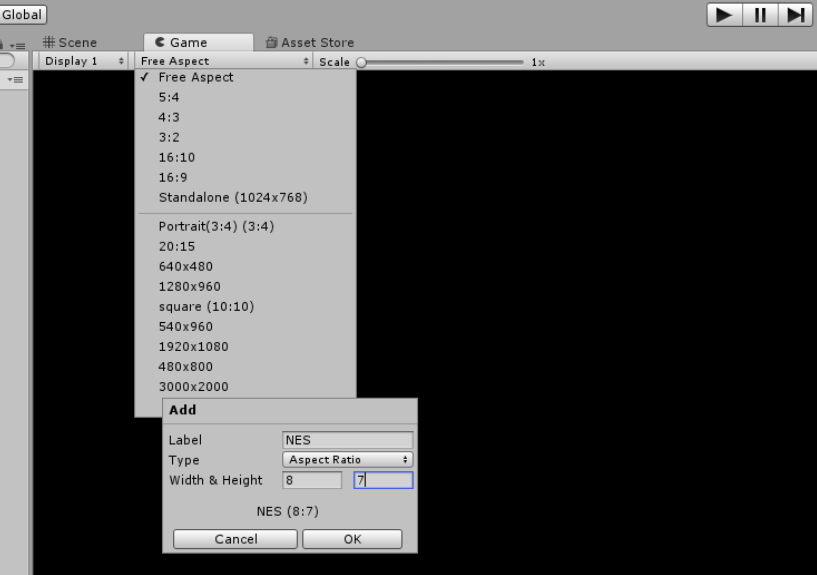 Global
Scene
Game
Asset Store
Display 1
Free Aspect
Scale
1x
✓ Free Aspect
5:4
4:3
3:2
16:10
16:9
Standalone (1024x768)
Portrait(3:4) (3:4)
20:15
640x480
1280x960
square (10:10)
540x960
1920x1080
480x800
3000x2000
Add
Label NES
Type Aspect Ratio
Width & Height 8 7
NES (8:7)
Cancel OK